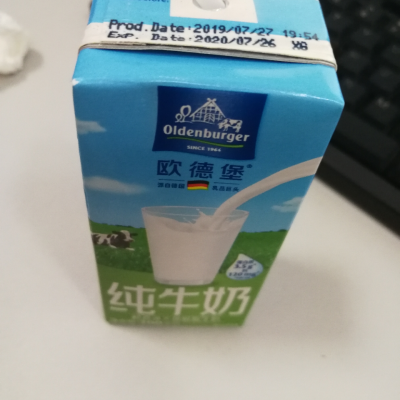 Prod.Date:2019/07/27 19:54
Exp. Date:2020/07/26 X8
Oldenburger
SINCE 1964
欧德堡
纯牛奶